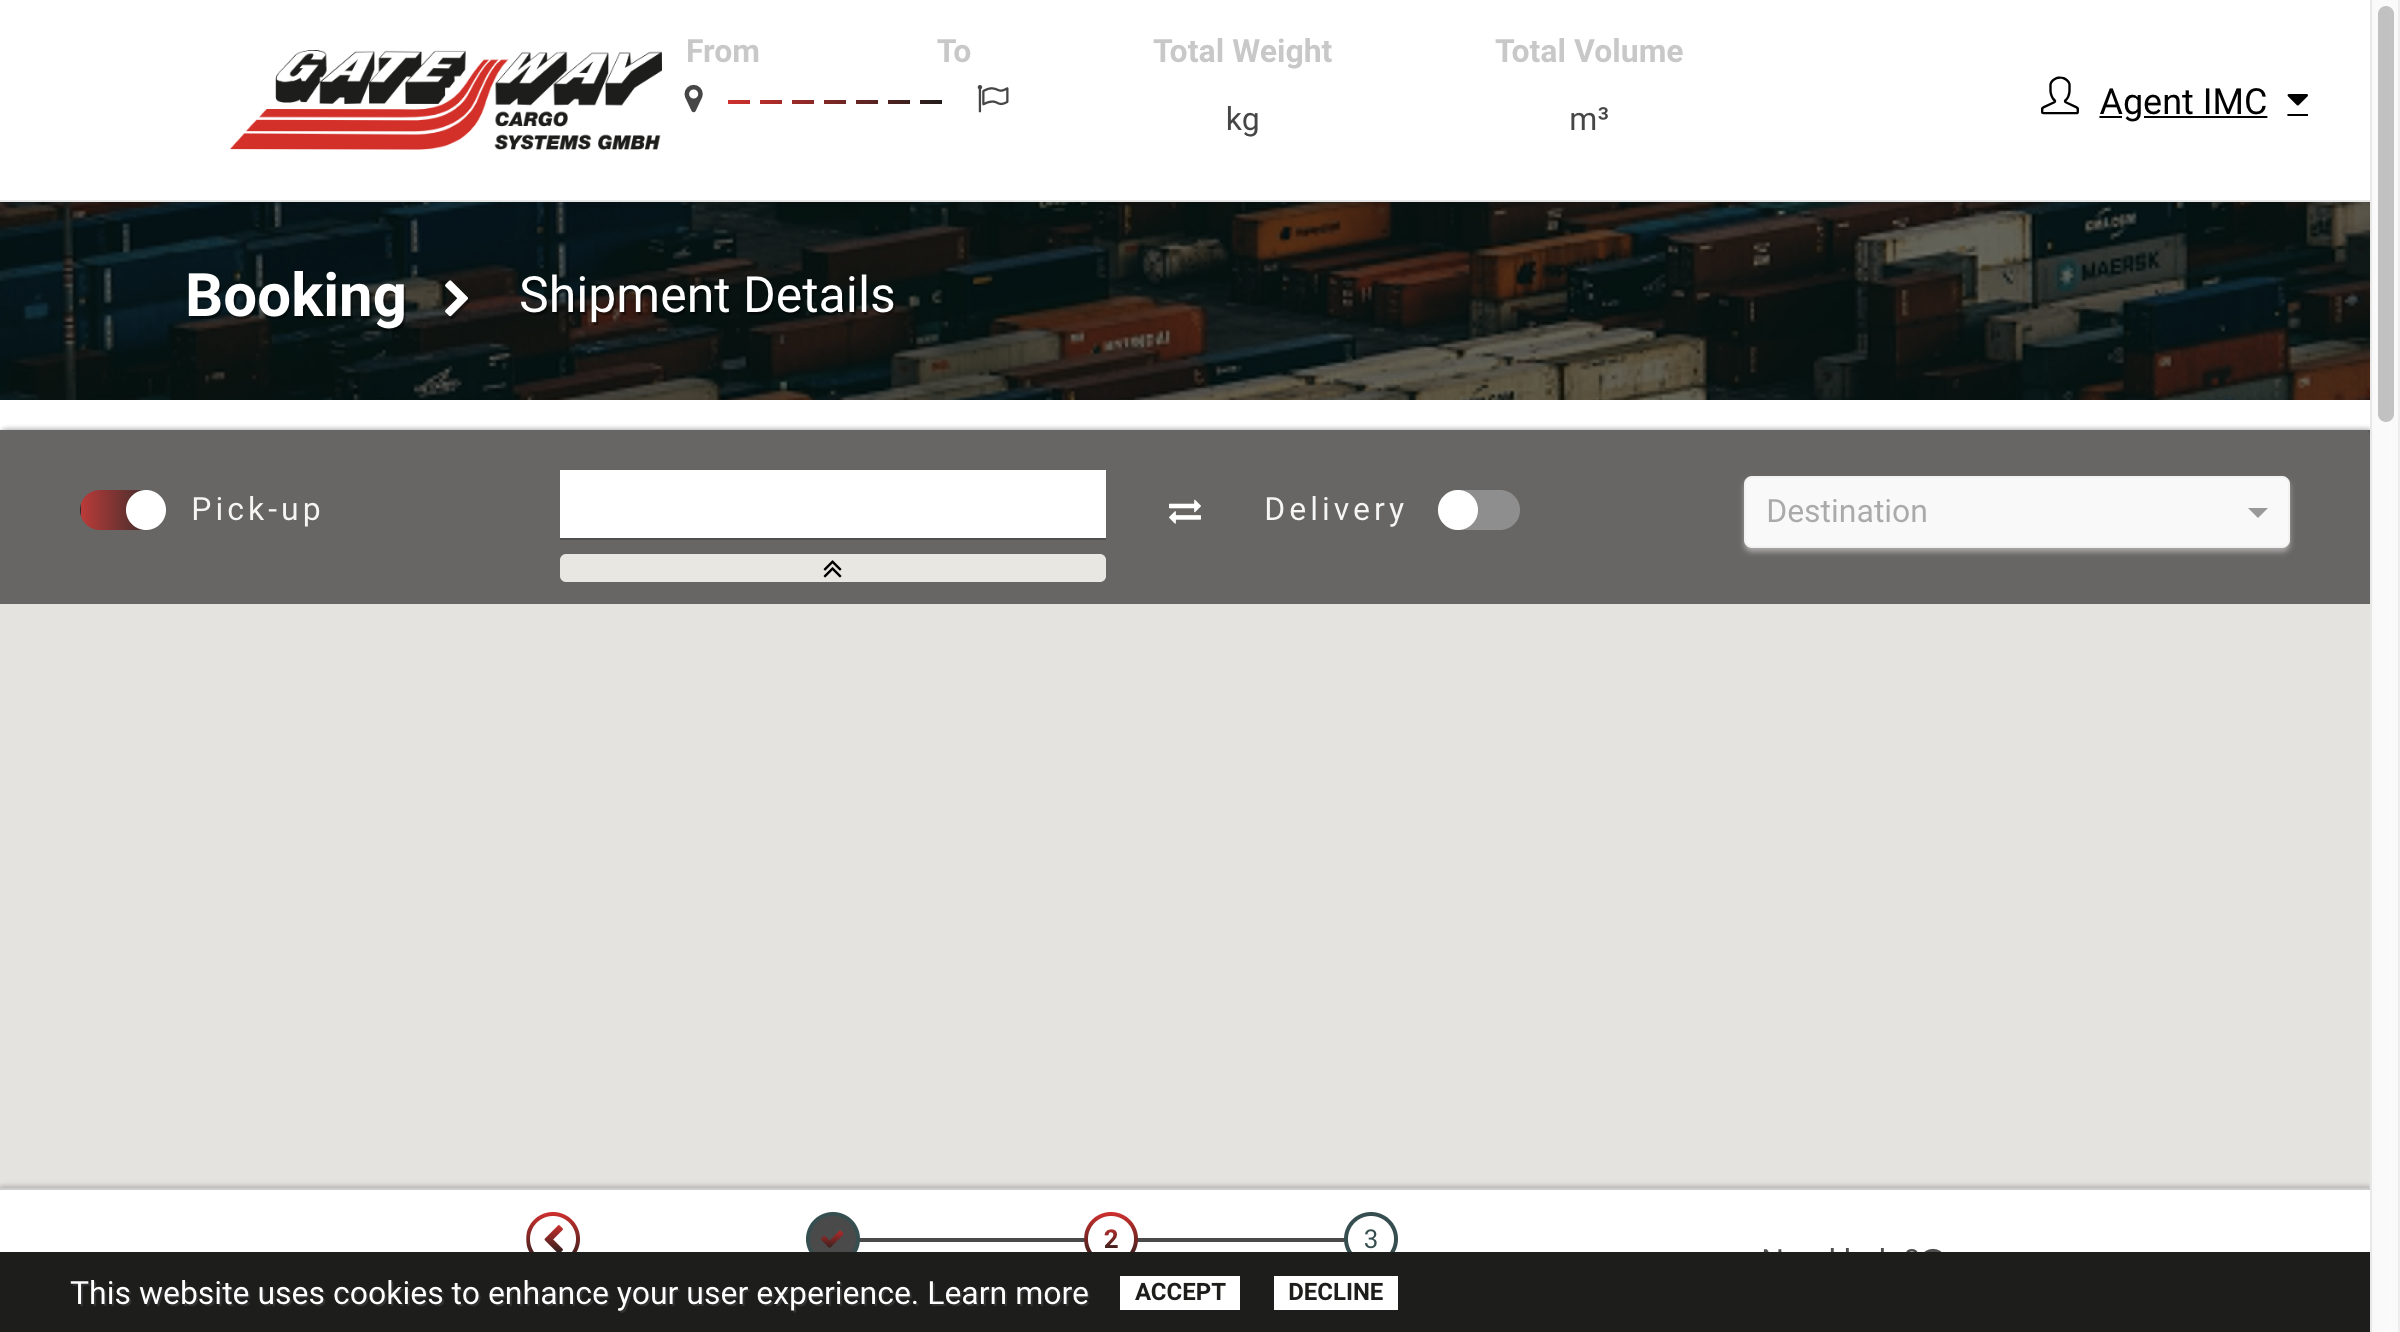 GATEWAY
CARGO
SYSTEMS GMBH
From
To
Total Weight
Total Volume
kg
m³
Agent IMC
Booking
Shipment Details
MAERSK
Pick-up
Delivery
Destination
2
3
This website uses cookies to enhance your user experience. Learn more
ACCEPT
DECLINE